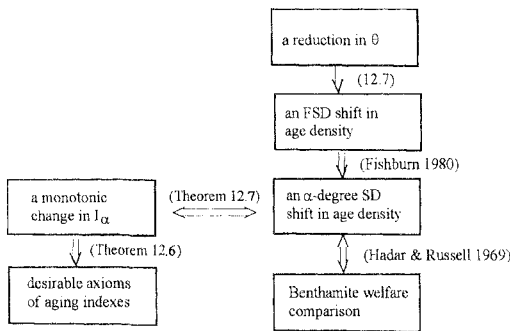 a reduction in θ
(12.7)
an FSD shift in
age density
(Fishburn 1980)
a monotonic
change in Iα
(Theorem 12.7)
an α-degree SD
shift in age density
(Theorem 12.6)
(Hadar & Russell 1969)
desirable axioms
of aging indexes
Benthamite welfare
comparison